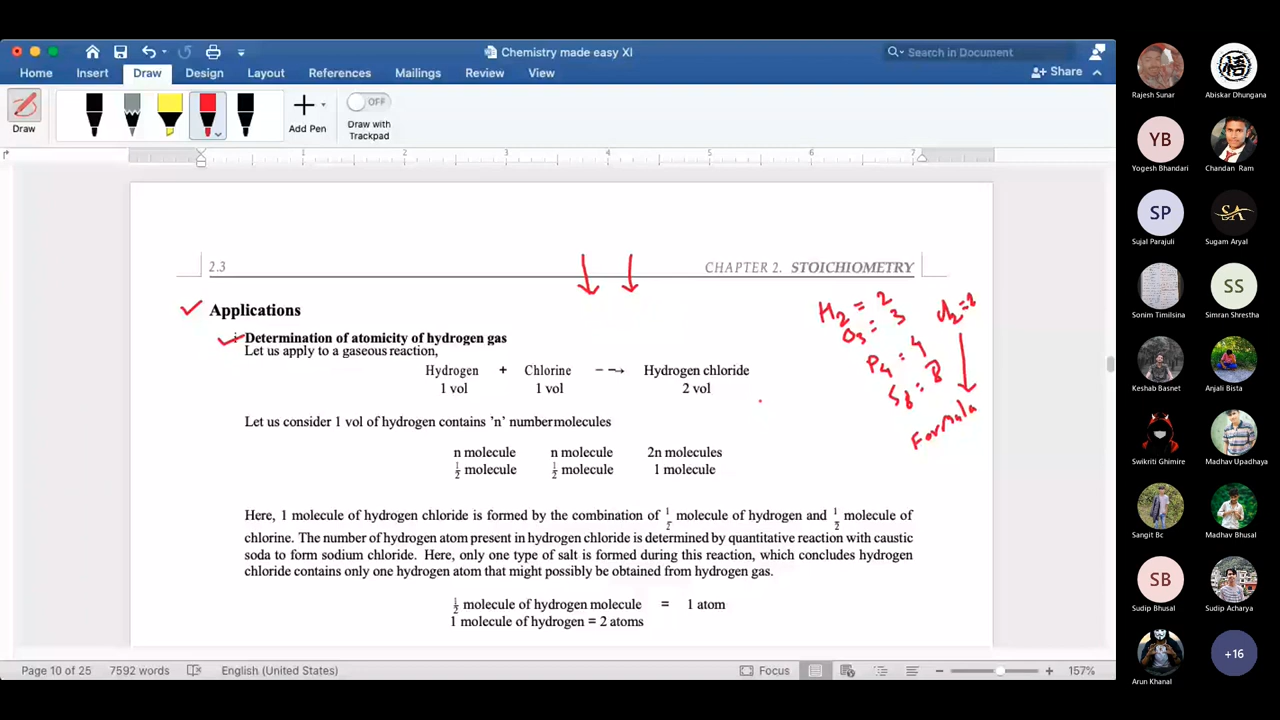 Chemistry made easy XI
Search in Document
Home Insert Draw Design Layout References Mailings Review View
Share
Draw
Add Pen
OFF
Draw with
Trackpad
2 3 4 5 6 7
2.3
CHAPTER 2. STOICHIOMETRY
Applications
Determination of atomicity of hydrogen gas
Let us apply to a gaseous reaction,
Hydrogen + Chlorine − −→ Hydrogen chloride
1 vol 1 vol 2 vol
Let us consider 1 vol of hydrogen contains 'n' numbermolecules
n molecule n molecule 2n molecules
½ molecule ½ molecule 1 molecule
Here, 1 molecule of hydrogen chloride is formed by the combination of ½ molecule of hydrogen and ½ molecule of
chlorine. The number of hydrogen atom present in hydrogen chloride is determined by quantitative reaction with caustic
soda to form sodium chloride. Here, only one type of salt is formed during this reaction, which concludes hydrogen
chloride contains only one hydrogen atom that might possibly be obtained from hydrogen gas.
½ molecule of hydrogen molecule = 1 atom
1 molecule of hydrogen = 2 atoms
H2 = 2
O3 = 3
P4 = 4
S8 = 8
Formula
Page 10 of 25
7592 words
English (United States)
Focus
157%
Rajesh Sunar
Abiskar Dhungana
YB
Yogesh Bhandari
Chandan Ram
SP
Sujal Parajuli
SA
Sugam Aryal
Sonim Timilsina
SS
Simran Shrestha
Keshab Basnet
Anjali Bista
Swikriti Ghimire
Madhav Upadhaya
Sangit Bc
Madhav Bhusal
SB
Sudip Bhusal
Sudip Acharya
Arun Khanal
+16